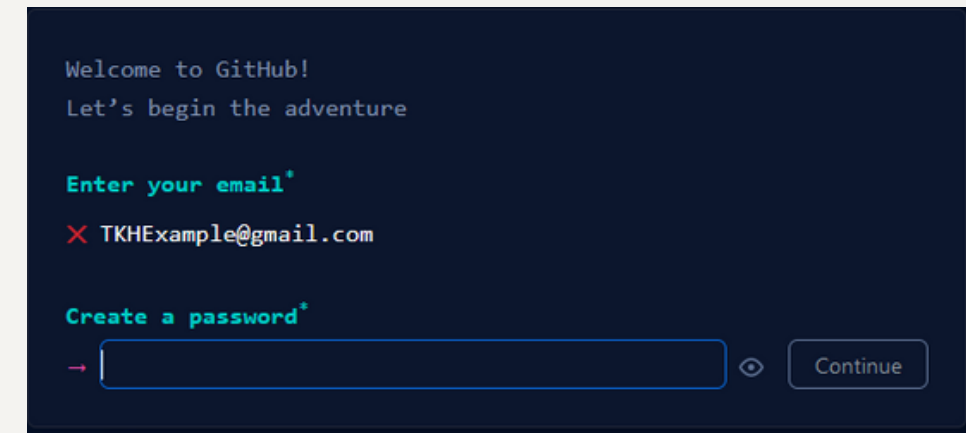 Welcome to GitHub!
Let’s begin the adventure
Enter your email*
TKHExample@gmail.com
Create a password*
Continue